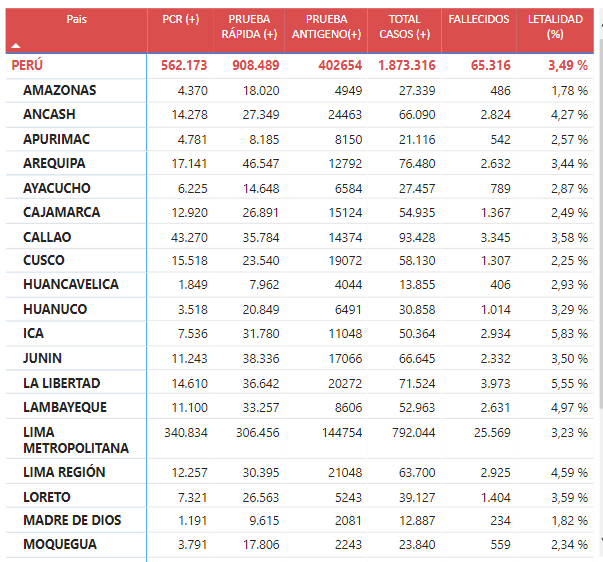 Pais PCR (+) PRUEBA RÁPIDA (+) PRUEBA ANTIGENO(+) TOTAL CASOS (+) FALLECIDOS LETALIDAD (%)
PERÚ 562.173 908.489 402654 1.873.316 65.316 3,49 %
AMAZONAS 4.370 18.020 4949 27.339 486 1,78 %
ANCASH 14.278 27.349 24463 66.090 2.824 4,27 %
APURIMAC 4.781 8.185 8150 21.116 542 2,57 %
AREQUIPA 17.141 46.547 12792 76.480 2.632 3,44 %
AYACUCHO 6.225 14.648 6584 27.457 789 2,87 %
CAJAMARCA 12.920 26.891 15124 54.935 1.367 2,49 %
CALLAO 43.270 35.784 14374 93.428 3.345 3,58 %
CUSCO 15.518 23.540 19072 58.130 1.307 2,25 %
HUANCAVELICA 1.849 7.962 4044 13.855 406 2,93 %
HUANUCO 3.518 20.849 6491 30.858 1.014 3,29 %
ICA 7.536 31.780 11048 50.364 2.934 5,83 %
JUNIN 11.243 38.336 17066 66.645 2.332 3,50 %
LA LIBERTAD 14.610 36.642 20272 71.524 3.973 5,55 %
LAMBAYEQUE 11.100 33.257 8606 52.963 2.631 4,97 %
LIMA METROPOLITANA 340.834 306.456 144754 792.044 25.569 3,23 %
LIMA REGIÓN 12.257 30.395 21048 63.700 2.925 4,59 %
LORETO 7.321 26.563 5243 39.127 1.404 3,59 %
MADRE DE DIOS 1.191 9.615 2081 12.887 234 1,82 %
MOQUEGUA 3.791 17.806 2243 23.840 559 2,34 %